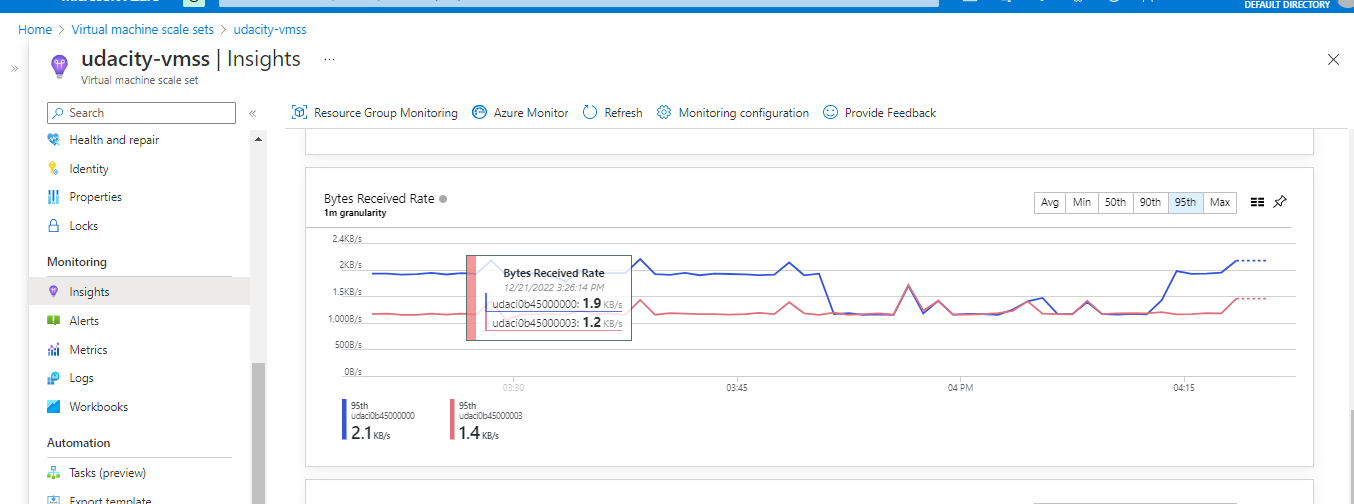 DEFAULT DIRECTORY
Home > Virtual machine scale sets > udacity-vmss
udacity-vmss | Insights ...
Virtual machine scale set
Search
Health and repair
Identity
Properties
Locks
Monitoring
Insights
Alerts
Metrics
Logs
Workbooks
Automation
Tasks (preview)
Export template
Resource Group Monitoring
Azure Monitor
Refresh
Monitoring configuration
Provide Feedback
Bytes Received Rate
1m granularity
Avg Min 50th 90th 95th Max
2.4KB/s
2KB/s
1.5KB/s
1,000B/s
500B/s
0B/s
Bytes Received Rate
12/21/2022 3:26:14 PM
udaci0b45000000: 1.9 KB/s
udaci0b45000003: 1.2 KB/s
03:30 03:45 04 PM 04:15
95th
udaci0b45000000
2.1 KB/s
95th
udaci0b45000003
1.4 KB/s